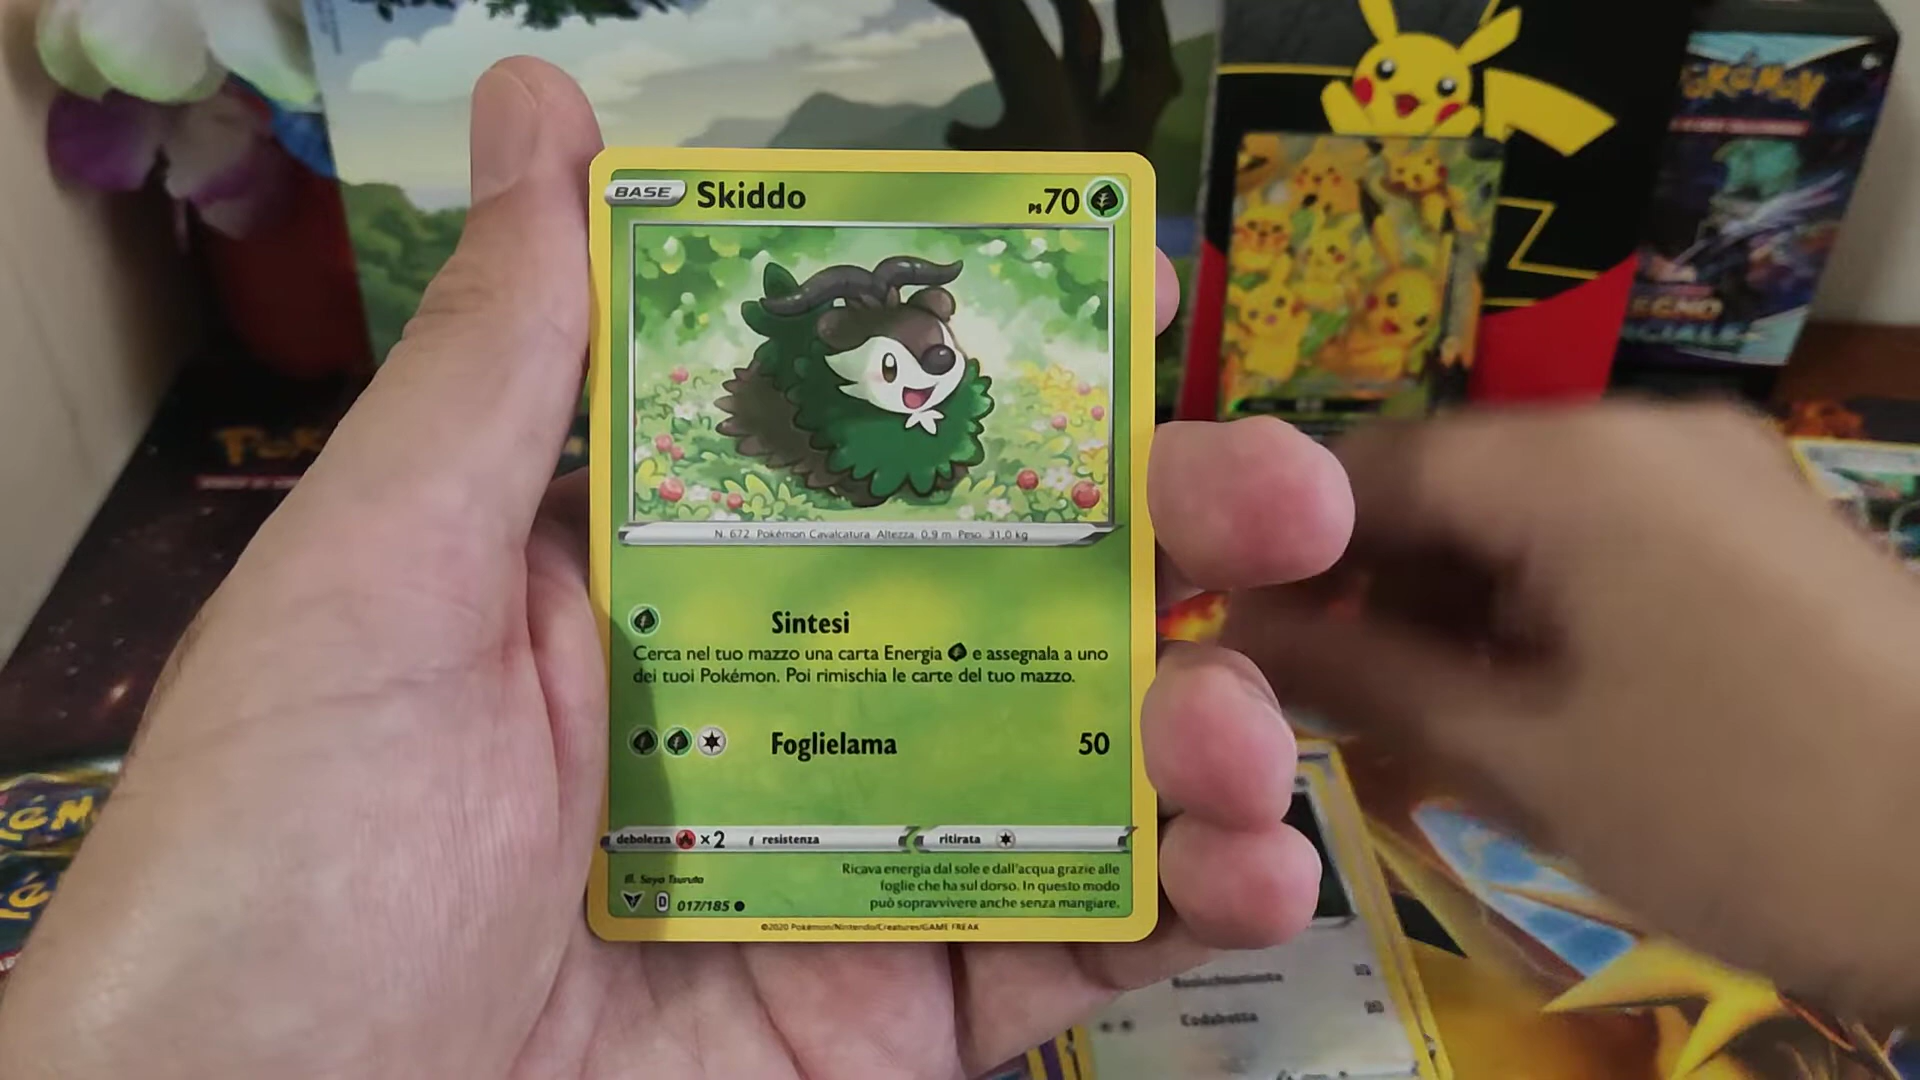 POKÉMON
BASE Skiddo PS70
N. 672 Pokémon Cavalcatura Altezza 0,9 m Peso 31,0 kg
Sintesi
Cerca nel tuo mazzo una carta Energia e assegnala a uno
dei tuoi Pokémon. Poi rimischia le carte del tuo mazzo.
Foglielama 50
debolezza ×2 resistenza ritirata
Ill. Saya Tsuruta
Ricava energia dal sole e dall'acqua grazie alle
foglie che ha sul dorso. In questo modo
può sopravvivere anche senza mangiare.
D 017/185
©2020 Pokémon/Nintendo/Creatures/GAME FREAK
Codabotta 20